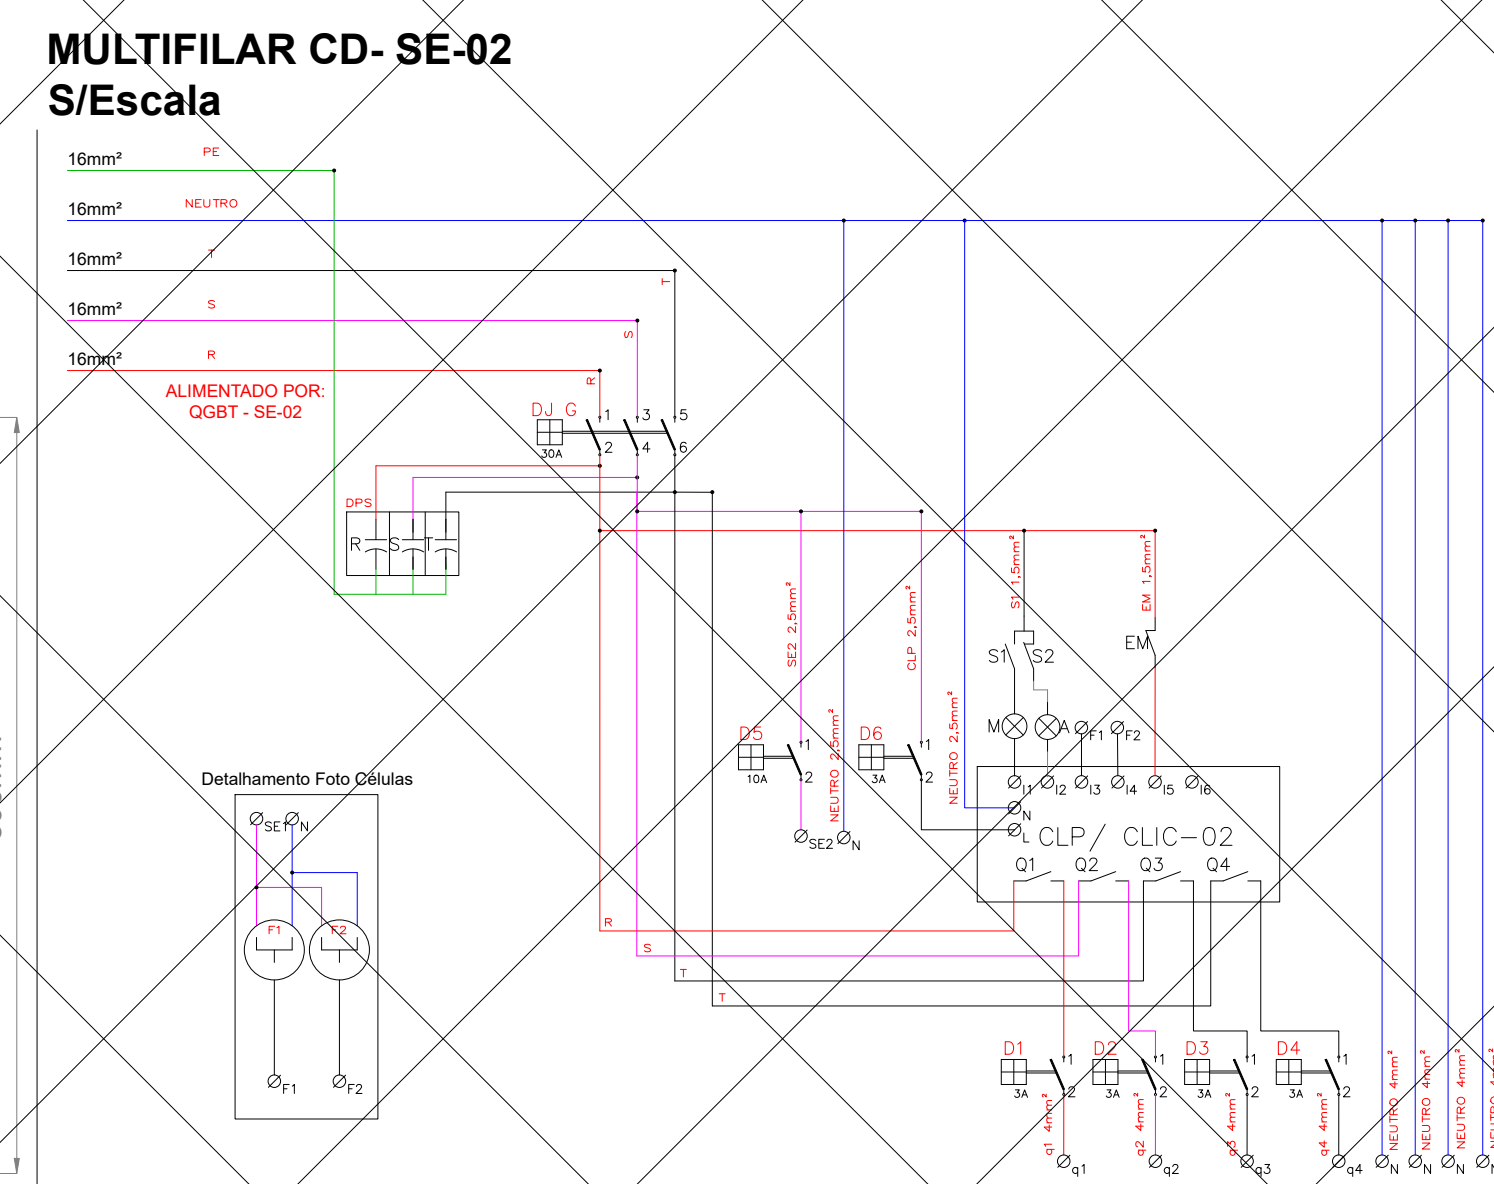 MULTIFILAR CD- SE-02
S/Escala
16mm² PE
16mm² NEUTRO
16mm² T
16mm² S
16mm² R
ALIMENTADO POR:
QGBT - SE-02
T
S
R
DJ G
30A
1 3 5
2 4 6
DPS
R S T
SE2 2,5mm²
CLP 2,5mm²
S1 1,5mm²
EM 1,5mm²
S1 S2
EM
M A
F1 F2
D5
10A
1
2
NEUTRO 2,5mm²
D6
3A
1
2
NEUTRO 2,5mm²
SE2 N
I1 I2 I3 I4 I5 I6
N
L
CLP/ CLIC-02
Q1 Q2 Q3 Q4
R
S
T
T
Detalhamento Foto Células
SE1 N
F1 F2
F1 F2
D1 D2 D3 D4
1 1 1 1
3A 3A 3A 3A
2 2 2 2
q1 4mm²
q2 4mm²
q3 4mm²
q4 4mm²
NEUTRO 4mm²
NEUTRO 4mm²
NEUTRO 4mm²
NEUTRO 4mm²
q1 q2 q3 q4 N N N N